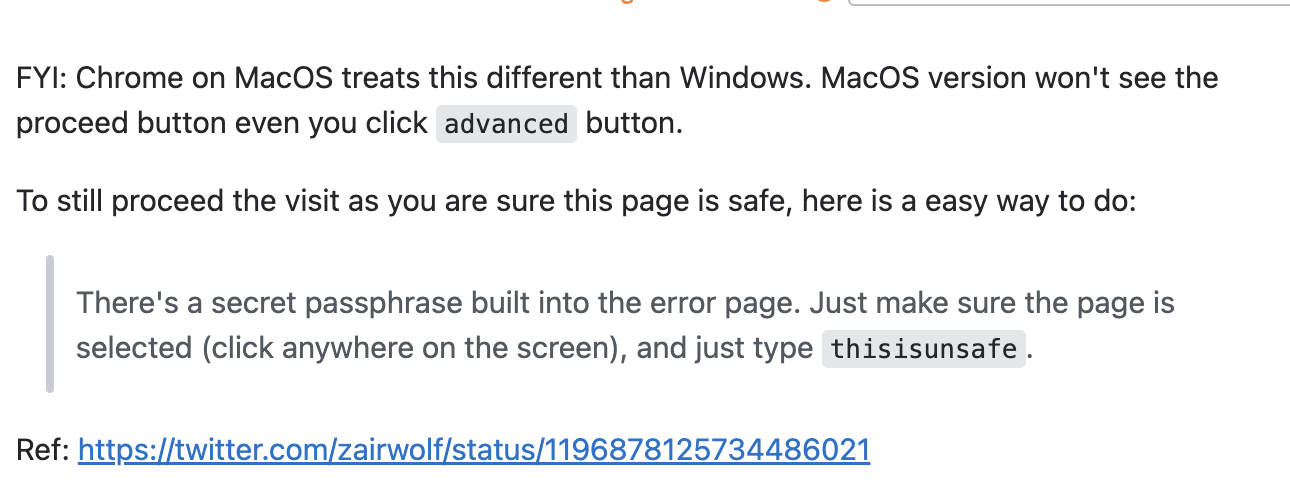 FYI: Chrome on MacOS treats this different than Windows. MacOS version won't see the
proceed button even you click advanced button.
To still proceed the visit as you are sure this page is safe, here is a easy way to do:
There's a secret passphrase built into the error page. Just make sure the page is
selected (click anywhere on the screen), and just type thisisunsafe.
Ref: https://twitter.com/zairwolf/status/1196878125734486021